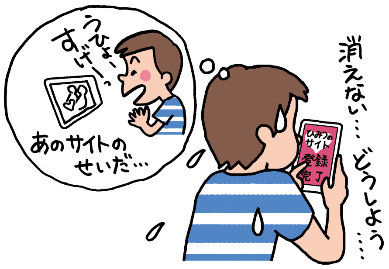 うひょー
すげーっ
あのサイトの
せいだ…
消えない…どうしよう……
ひみつの
サイト
登録
完了